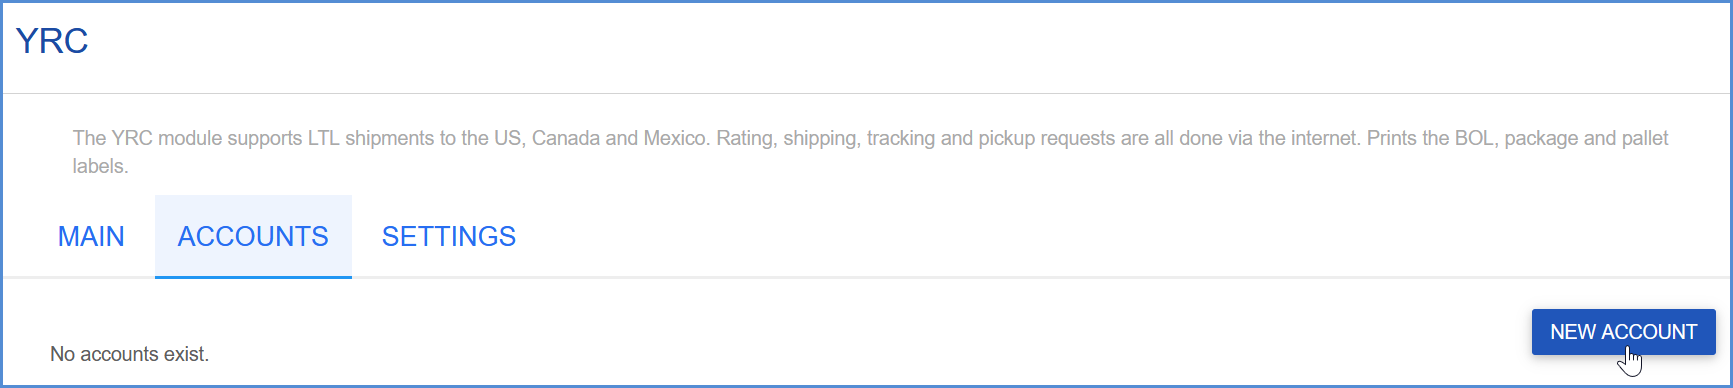 YRC
The YRC module supports LTL shipments to the US, Canada and Mexico. Rating, shipping, tracking and pickup requests are all done via the internet. Prints the BOL, package and pallet
labels.
MAIN ACCOUNTS SETTINGS
NEW ACCOUNT
No accounts exist.